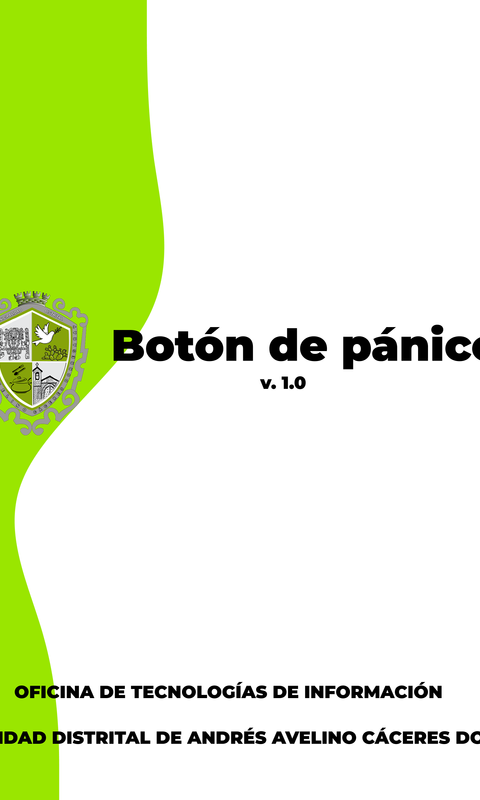 Botón de pánico
v. 1.0
OFICINA DE TECNOLOGÍAS DE INFORMACIÓN
IDAD DISTRITAL DE ANDRÉS AVELINO CÁCERES DO